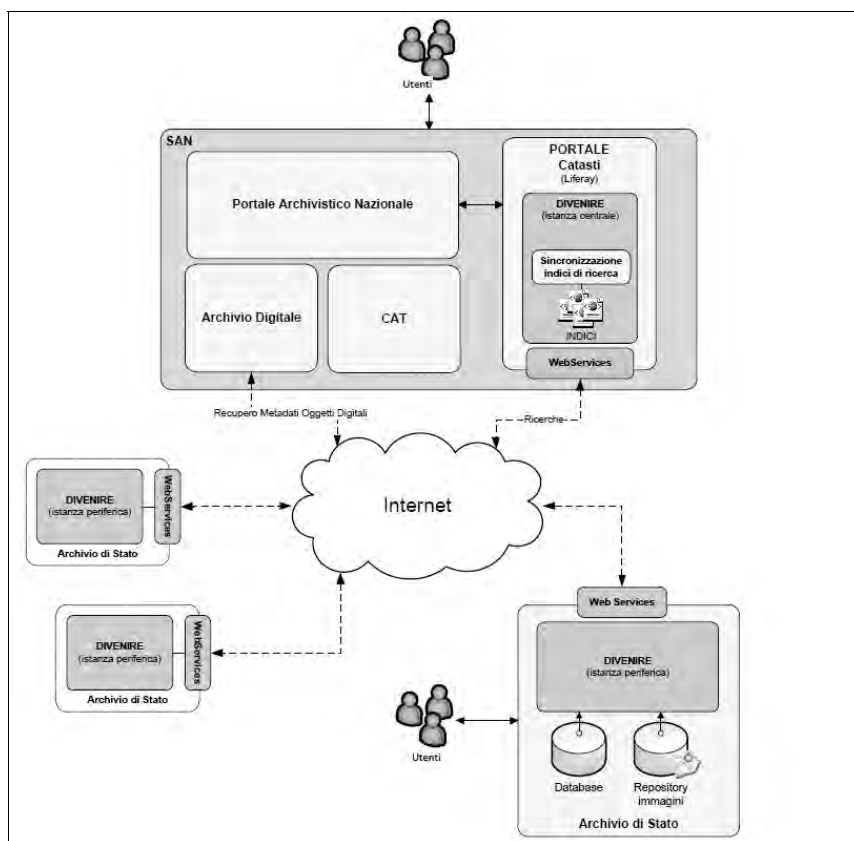 Utenti
SAN
Portale Archivistico Nazionale
PORTALE
Catasti
(Liferay)
DIVENIRE
(istanza centrale)
Sincronizzazione
indici di ricerca
INDICI
WebServices
Archivio Digitale
CAT
Recupero Metadati Oggetti Digitali
Ricerche
Internet
DIVENIRE
(istanza periferica)
WebServices
Archivio di Stato
DIVENIRE
(istanza periferica)
WebServices
Archivio di Stato
Web Services
DIVENIRE
(istanza periferica)
Utenti
Database
Repository
immagini
Archivio di Stato